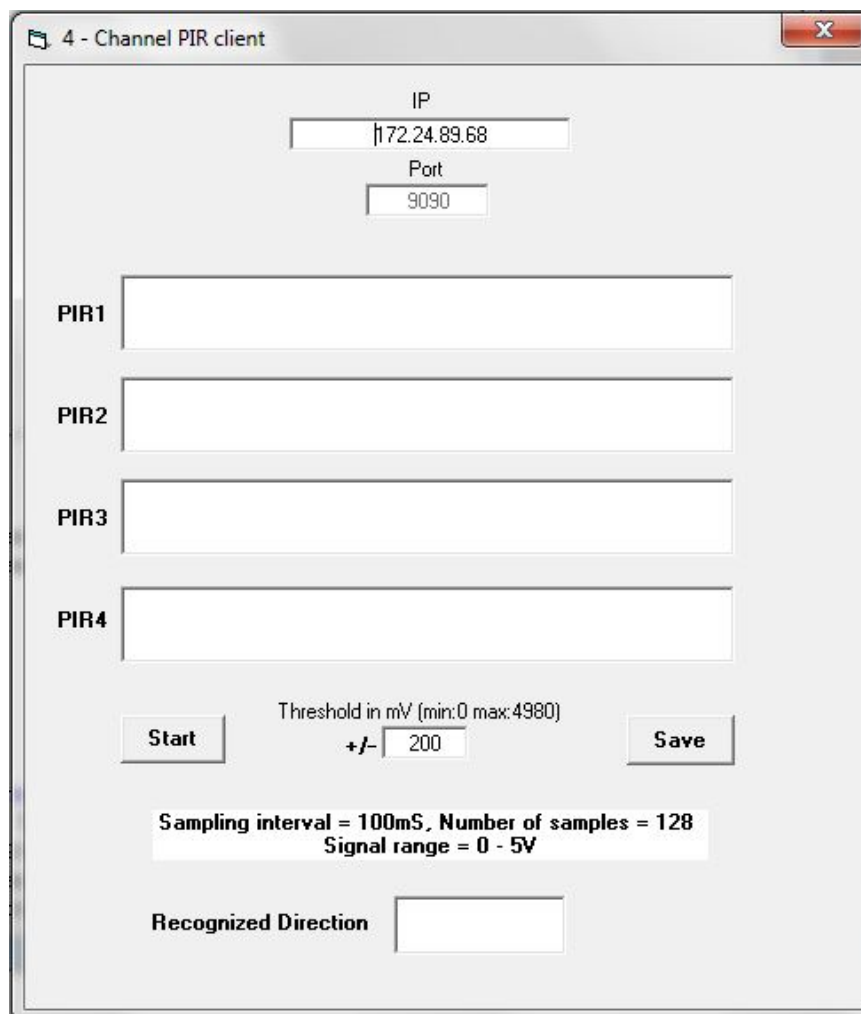 4 - Channel PIR client
IP
172.24.89.68
Port
9090
PIR1
PIR2
PIR3
PIR4
Start
Threshold in mV (min:0 max:4980)
+/- 200
Save
Sampling interval = 100mS, Number of samples = 128
Signal range = 0 - 5V
Recognized Direction